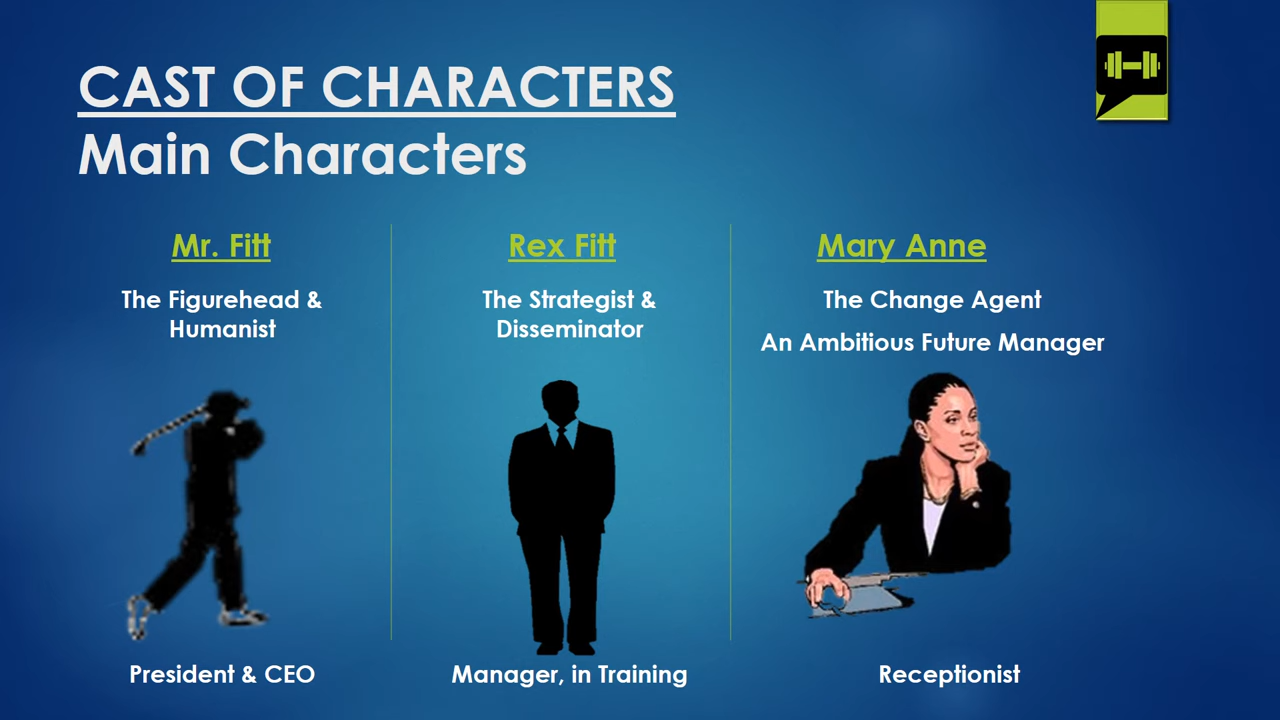 CAST OF CHARACTERS
Main Characters
Mr. Fitt
The Figurehead &
Humanist
President & CEO
Rex Fitt
The Strategist &
Disseminator
Manager, in Training
Mary Anne
The Change Agent
An Ambitious Future Manager
Receptionist